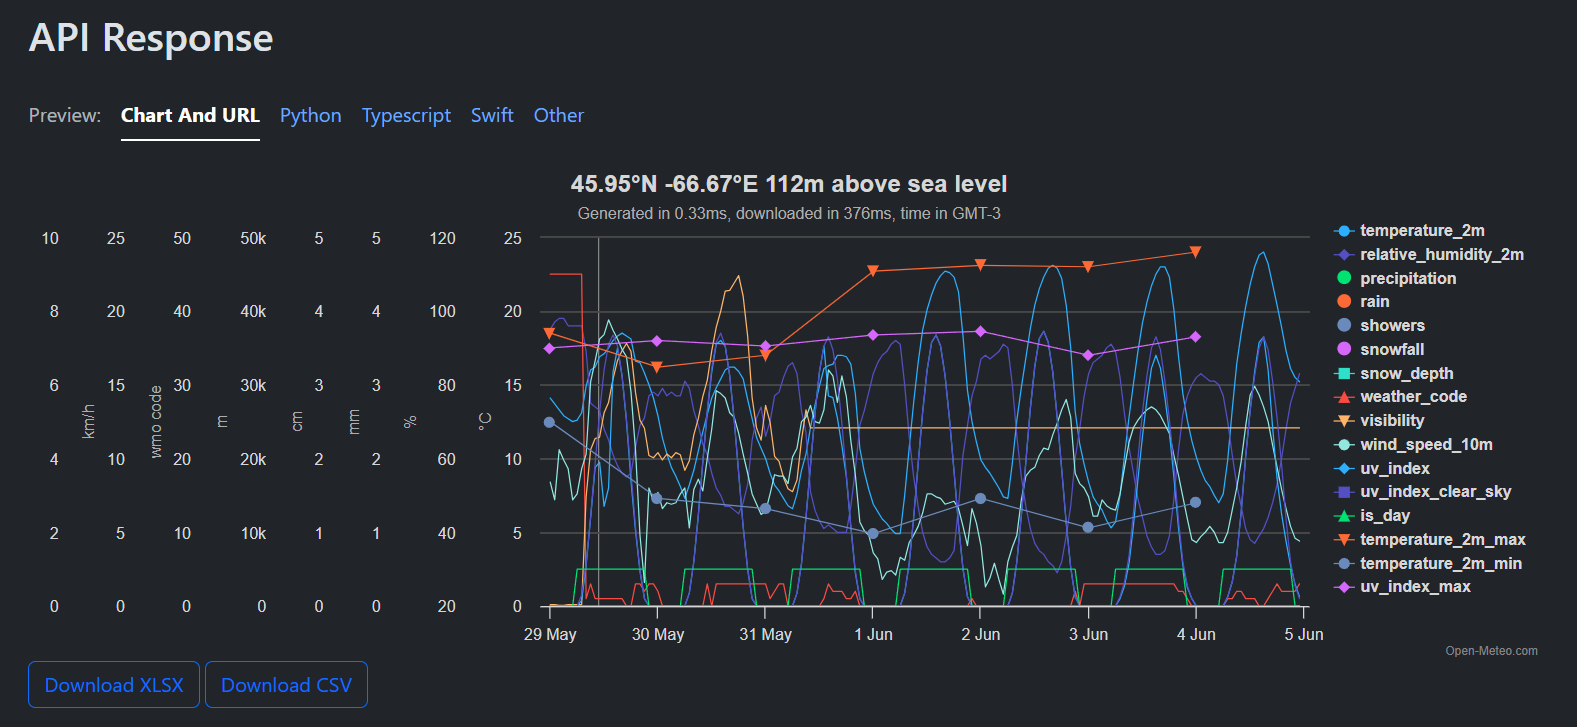 API Response
Preview: Chart And URL Python Typescript Swift Other
45.95°N -66.67°E 112m above sea level
Generated in 0.33ms, downloaded in 376ms, time in GMT-3
10 25 50 50k 5 5 120 25
8 20 40 40k 4 4 100 20
6 15 30 30k 3 3 80 15
km/h wmo code m cm mm % °C
4 10 20 20k 2 2 60 10
2 5 10 10k 1 1 40 5
0 0 0 0 0 0 20 0
29 May 30 May 31 May 1 Jun 2 Jun 3 Jun 4 Jun 5 Jun
temperature_2m
relative_humidity_2m
precipitation
rain
showers
snowfall
snow_depth
weather_code
visibility
wind_speed_10m
uv_index
uv_index_clear_sky
is_day
temperature_2m_max
temperature_2m_min
uv_index_max
Open-Meteo.com
Download XLSX Download CSV